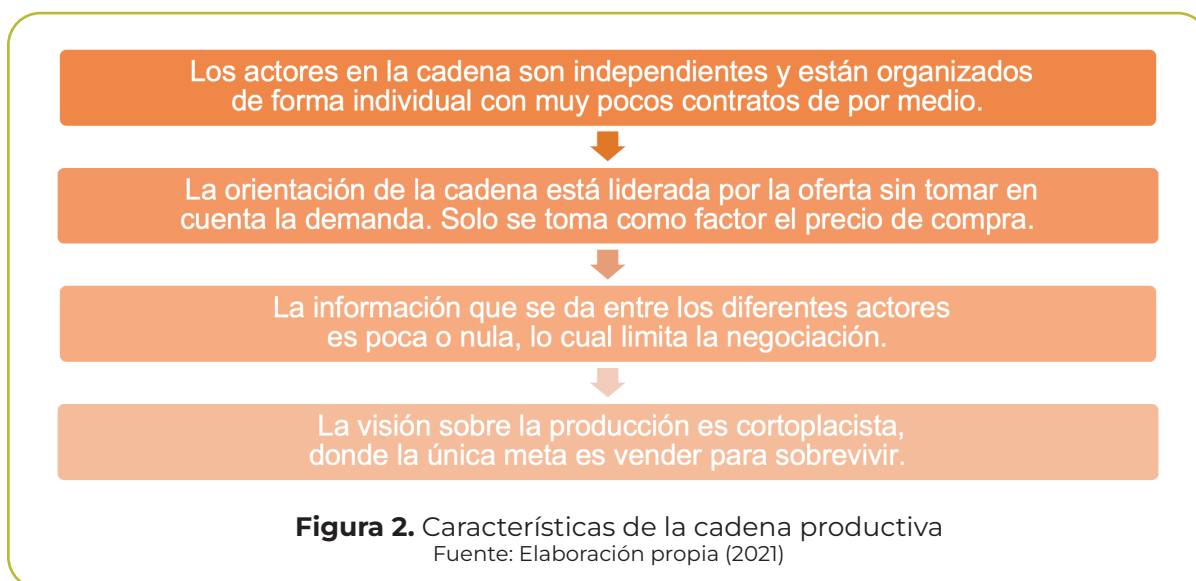 Los actores en la cadena son independientes y están organizados
de forma individual con muy pocos contratos de por medio.
La orientación de la cadena está liderada por la oferta sin tomar en
cuenta la demanda. Solo se toma como factor el precio de compra.
La información que se da entre los diferentes actores
es poca o nula, lo cual limita la negociación.
La visión sobre la producción es cortoplacista,
donde la única meta es vender para sobrevivir.
Figura 2. Características de la cadena productiva
Fuente: Elaboración propia (2021)